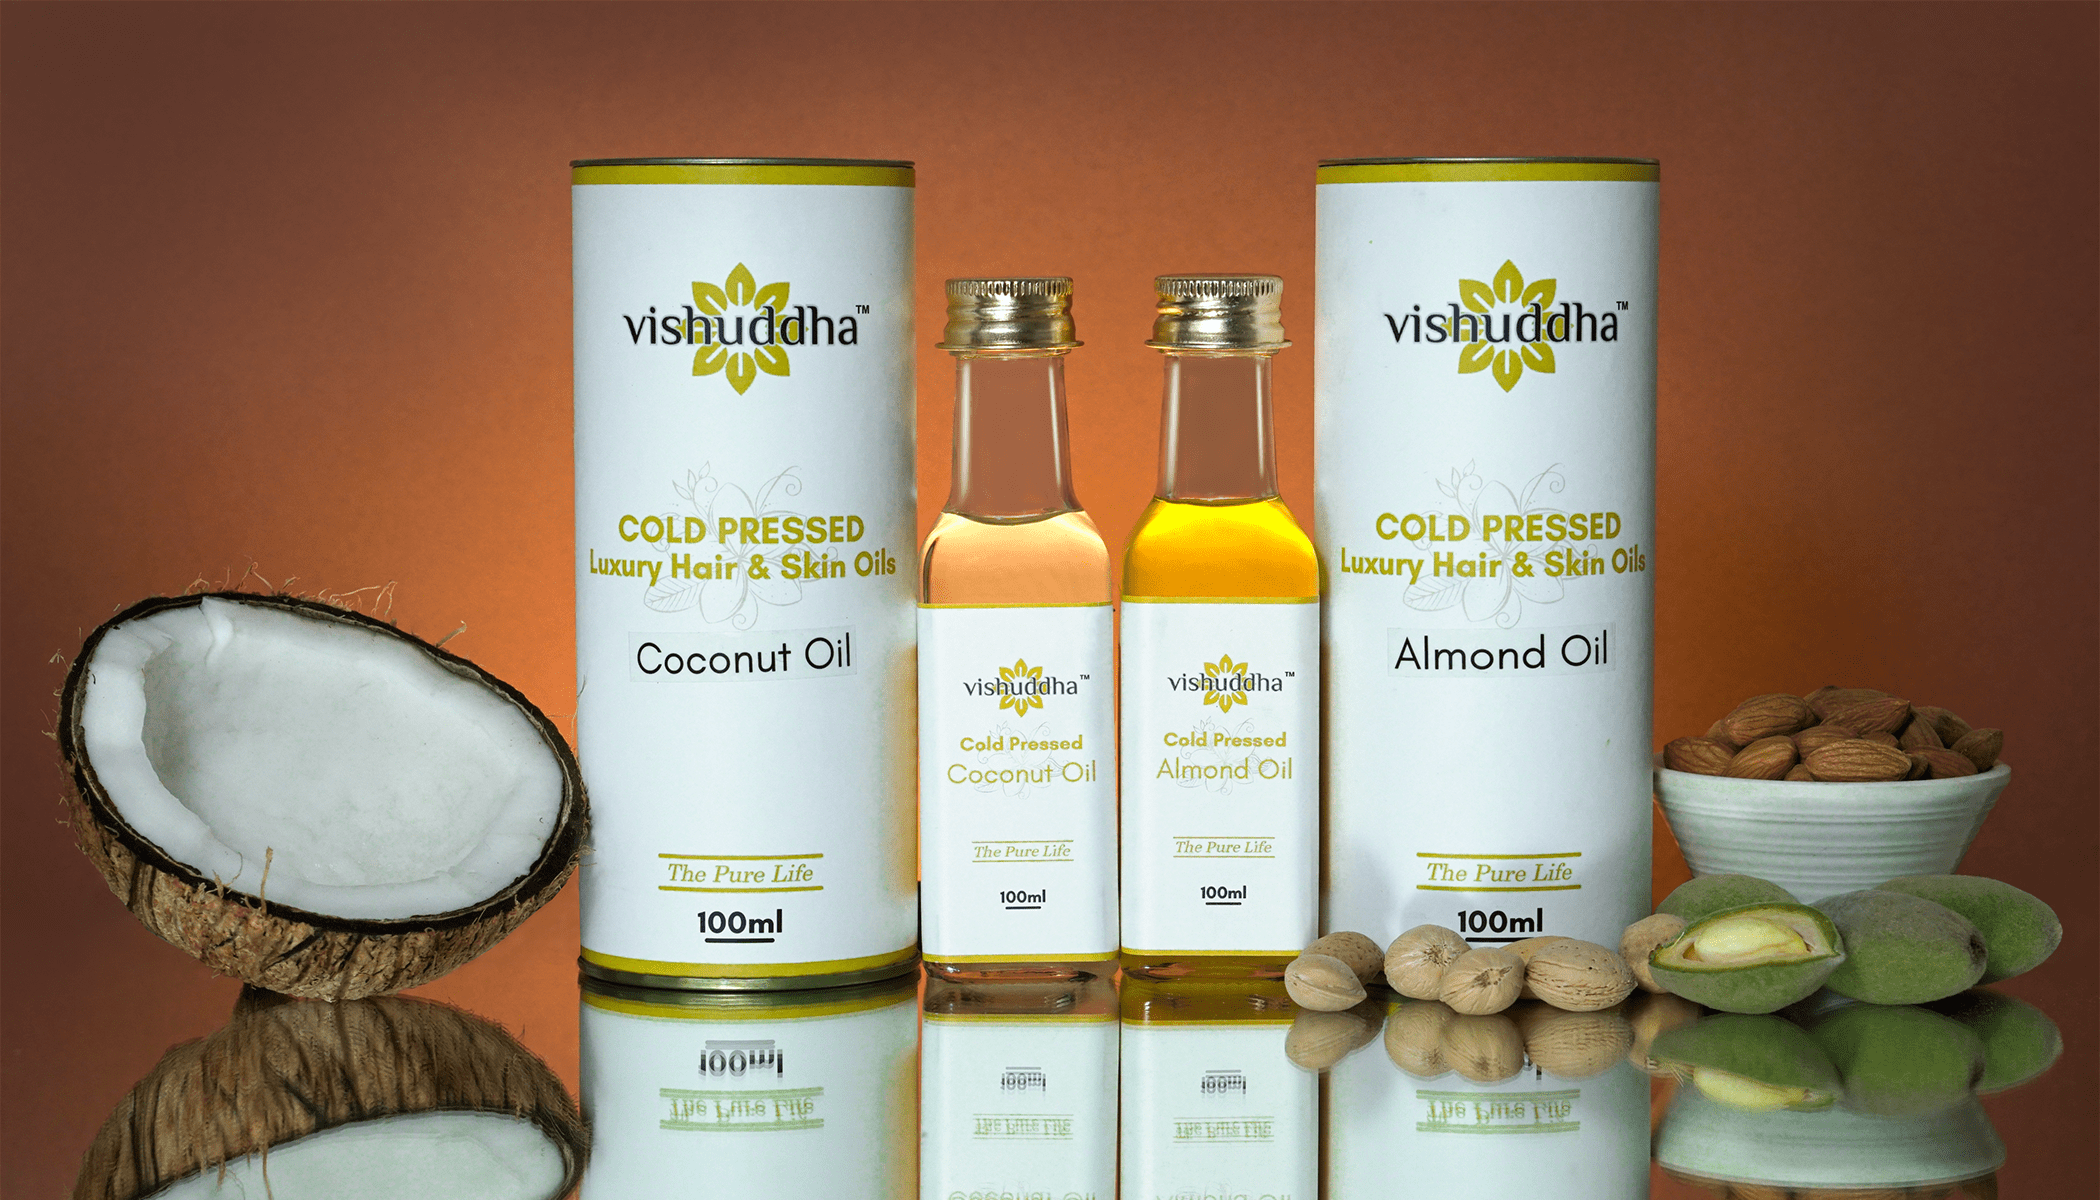 vishuddha™
COLD PRESSED
Luxury Hair & Skin Oils
Coconut Oil
The Pure Life
100ml
vishuddha™
Cold Pressed
Coconut Oil
The Pure Life
100ml
vishuddha™
Cold Pressed
Almond Oil
The Pure Life
100ml
vishuddha™
COLD PRESSED
Luxury Hair & Skin Oils
Almond Oil
The Pure Life
100ml